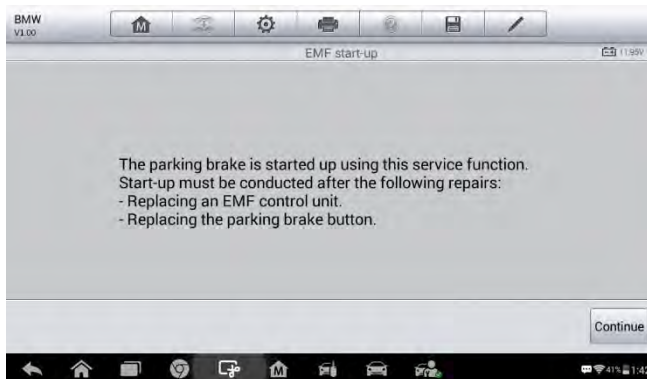 BMW
V1.00
EMF start-up
11.95V
The parking brake is started up using this service function.
Start-up must be conducted after the following repairs:
- Replacing an EMF control unit.
- Replacing the parking brake button.
Continue
41% 1:42